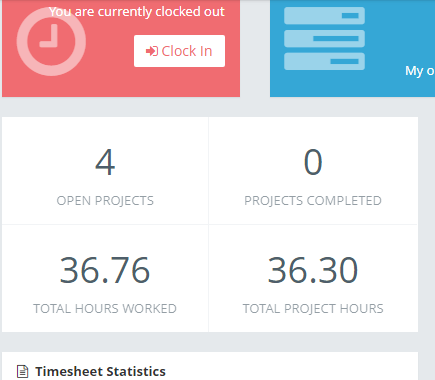 You are currently clocked out
Clock In
My o
4
OPEN PROJECTS
0
PROJECTS COMPLETED
36.76
TOTAL HOURS WORKED
36.30
TOTAL PROJECT HOURS
Timesheet Statistics